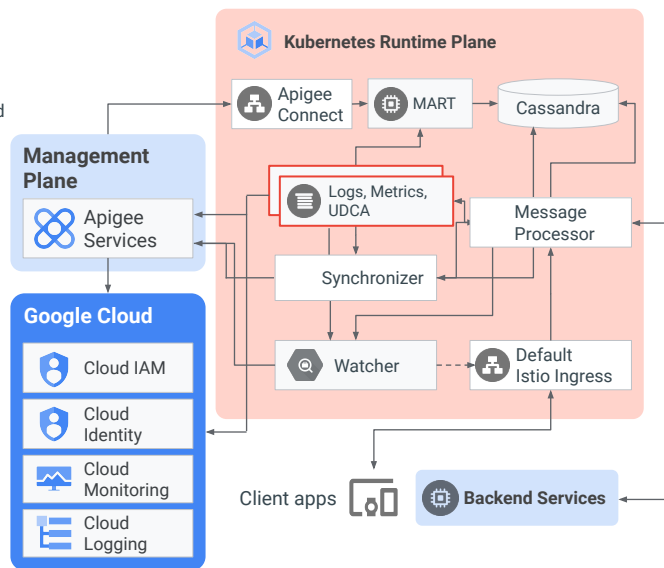 Kubernetes Runtime Plane
Apigee
Connect
MART
Cassandra
d
Management
Plane
Apigee
Services
Logs, Metrics,
UDCA
Message
Processor
Synchronizer
Google Cloud
Watcher
Default
Istio Ingress
Cloud IAM
Cloud
Identity
Cloud
Monitoring
Cloud
Logging
Client apps
Backend Services